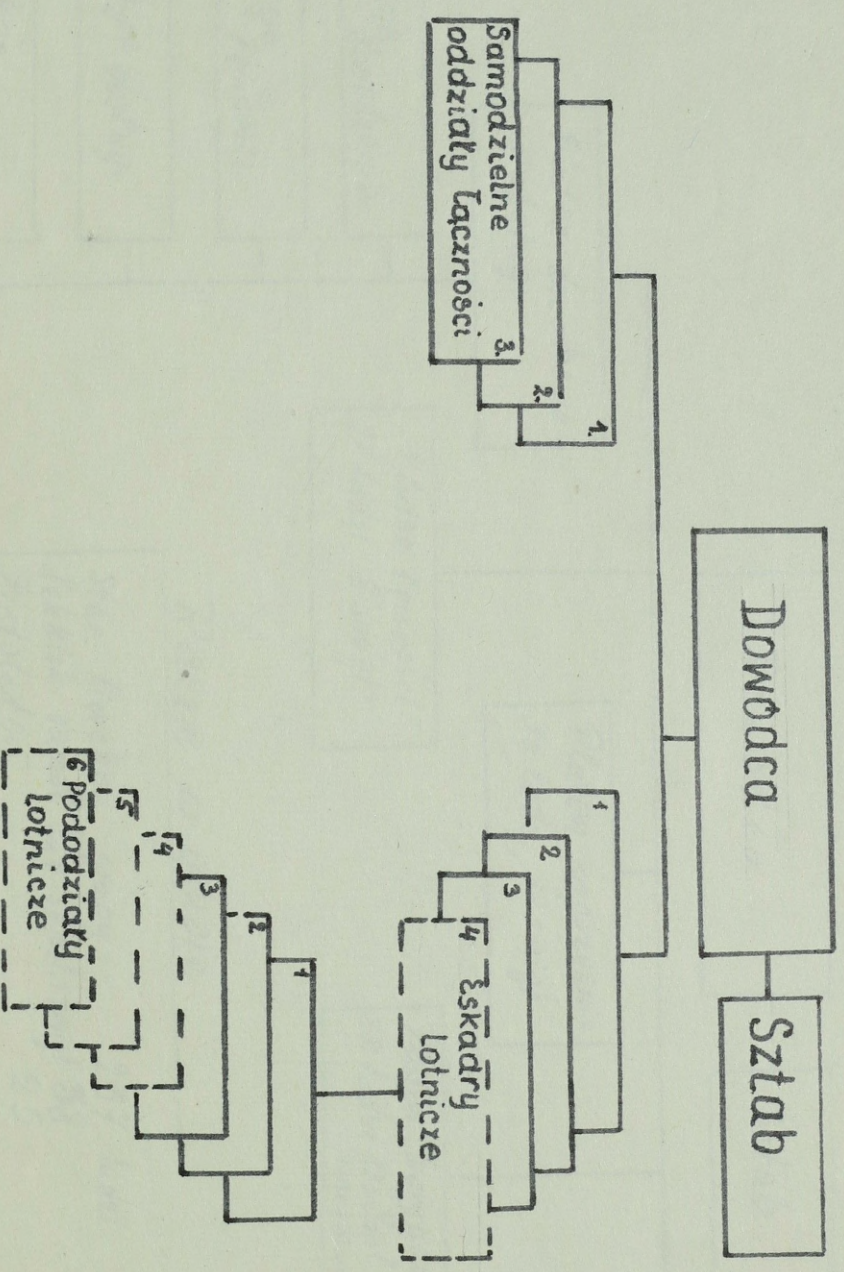 Dowódca
Sztab
1.
2.
3.
Samodzielne
oddziały łączności
1
2
3
4 Eskadry
lotnicze
1
2
3
4
5
6 Pododziały
lotnicze